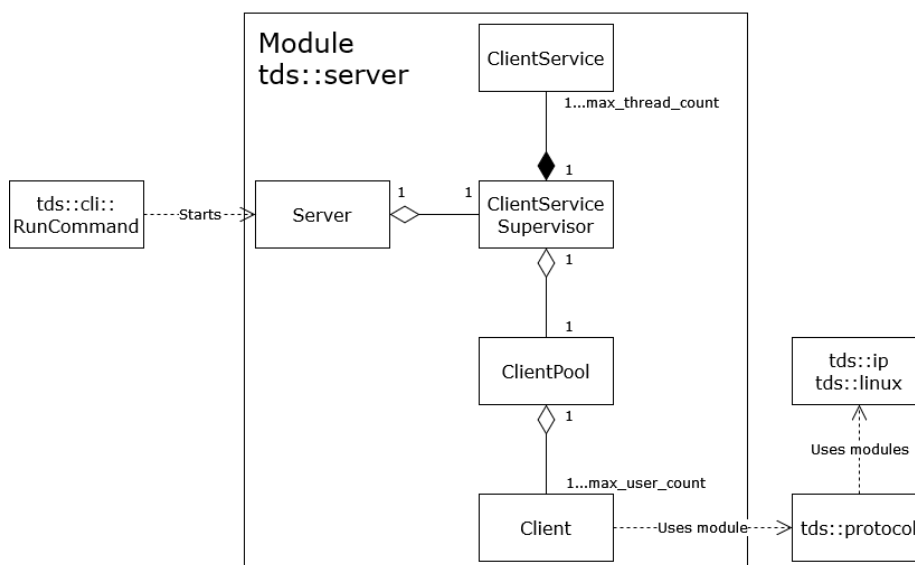 Module
tds::server
ClientService
1...max_thread_count
1
tds::cli::
RunCommand
Starts
Server
1
1
ClientService
Supervisor
1
1
ClientPool
1
tds::ip
tds::linux
Uses modules
1...max_user_count
Client
Uses module
tds::protocol